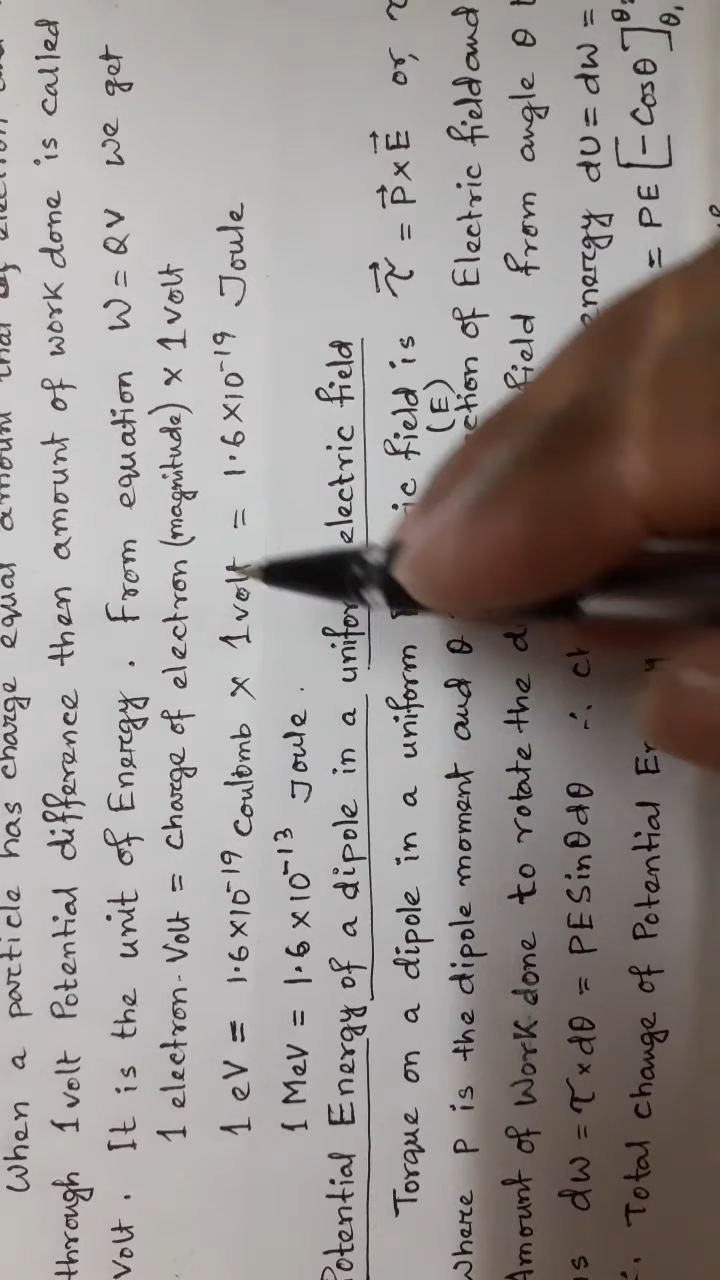 When a particle has charge equal amount that of electron and
through 1 volt Potential difference then amount of work done is called
volt. It is the unit of Energy. From equation W = QV we get
1 electron-Volt = charge of electron (magnitude) × 1 volt
1 eV = 1.6 × 10⁻¹⁹ coulomb × 1 volt = 1.6 × 10⁻¹⁹ Joule
1 MeV = 1.6 × 10⁻¹³ Joule.
Potential Energy of a dipole in a uniform electric field
Torque on a dipole in a uniform field is τ⃗ = P⃗ × E⃗ or, τ
(E)
Where P is the dipole moment and θ of Electric field and
Amount of Work done to rotate the field from angle θ
is dw = τ × dθ = PE Sinθ dθ ∴ energy dU = dw =
∴ Total change of Potential = PE [-Cosθ]θ₁